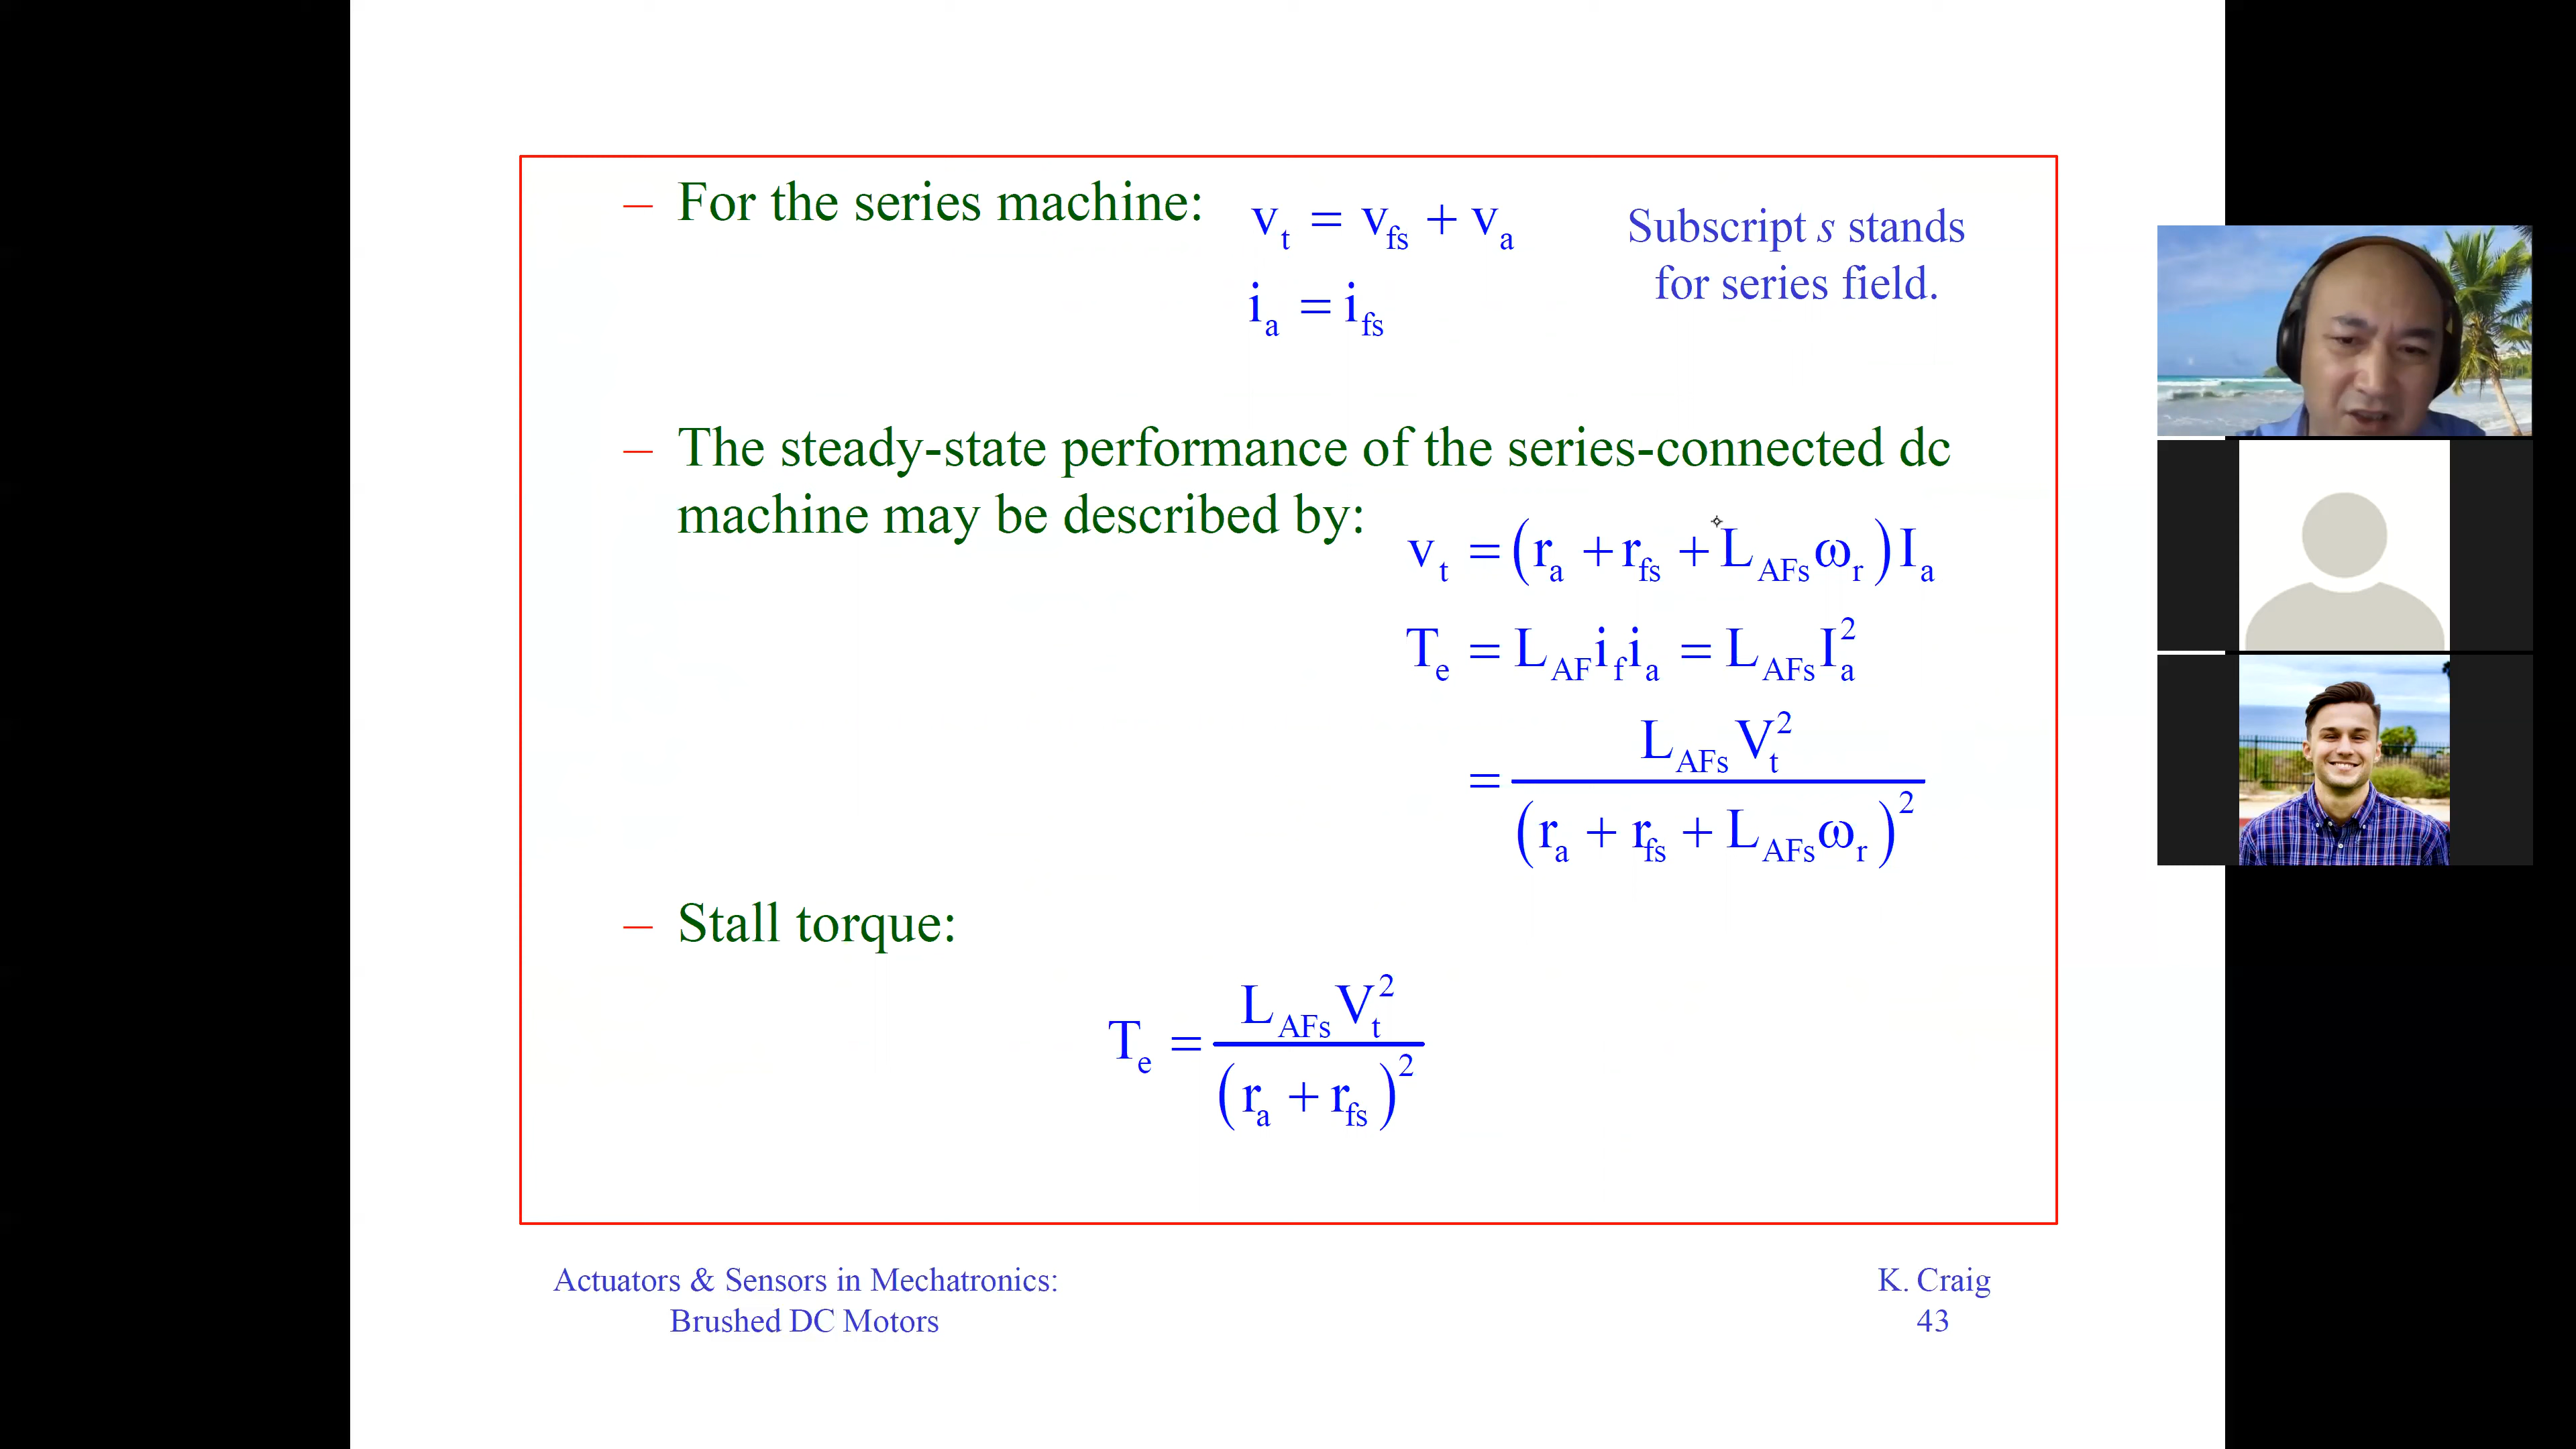 – For the series machine:
v_t = v_fs + v_a
i_a = i_fs
Subscript s stands
for series field.
– The steady-state performance of the series-connected dc
machine may be described by:
v_t = (r_a + r_fs + L_AFs ω_r) I_a
T_e = L_AF i_f i_a = L_AFs I_a^2
= L_AFs V_t^2 / (r_a + r_fs + L_AFs ω_r)^2
– Stall torque:
T_e = L_AFs V_t^2 / (r_a + r_fs)^2
Actuators & Sensors in Mechatronics:
Brushed DC Motors
K. Craig
43